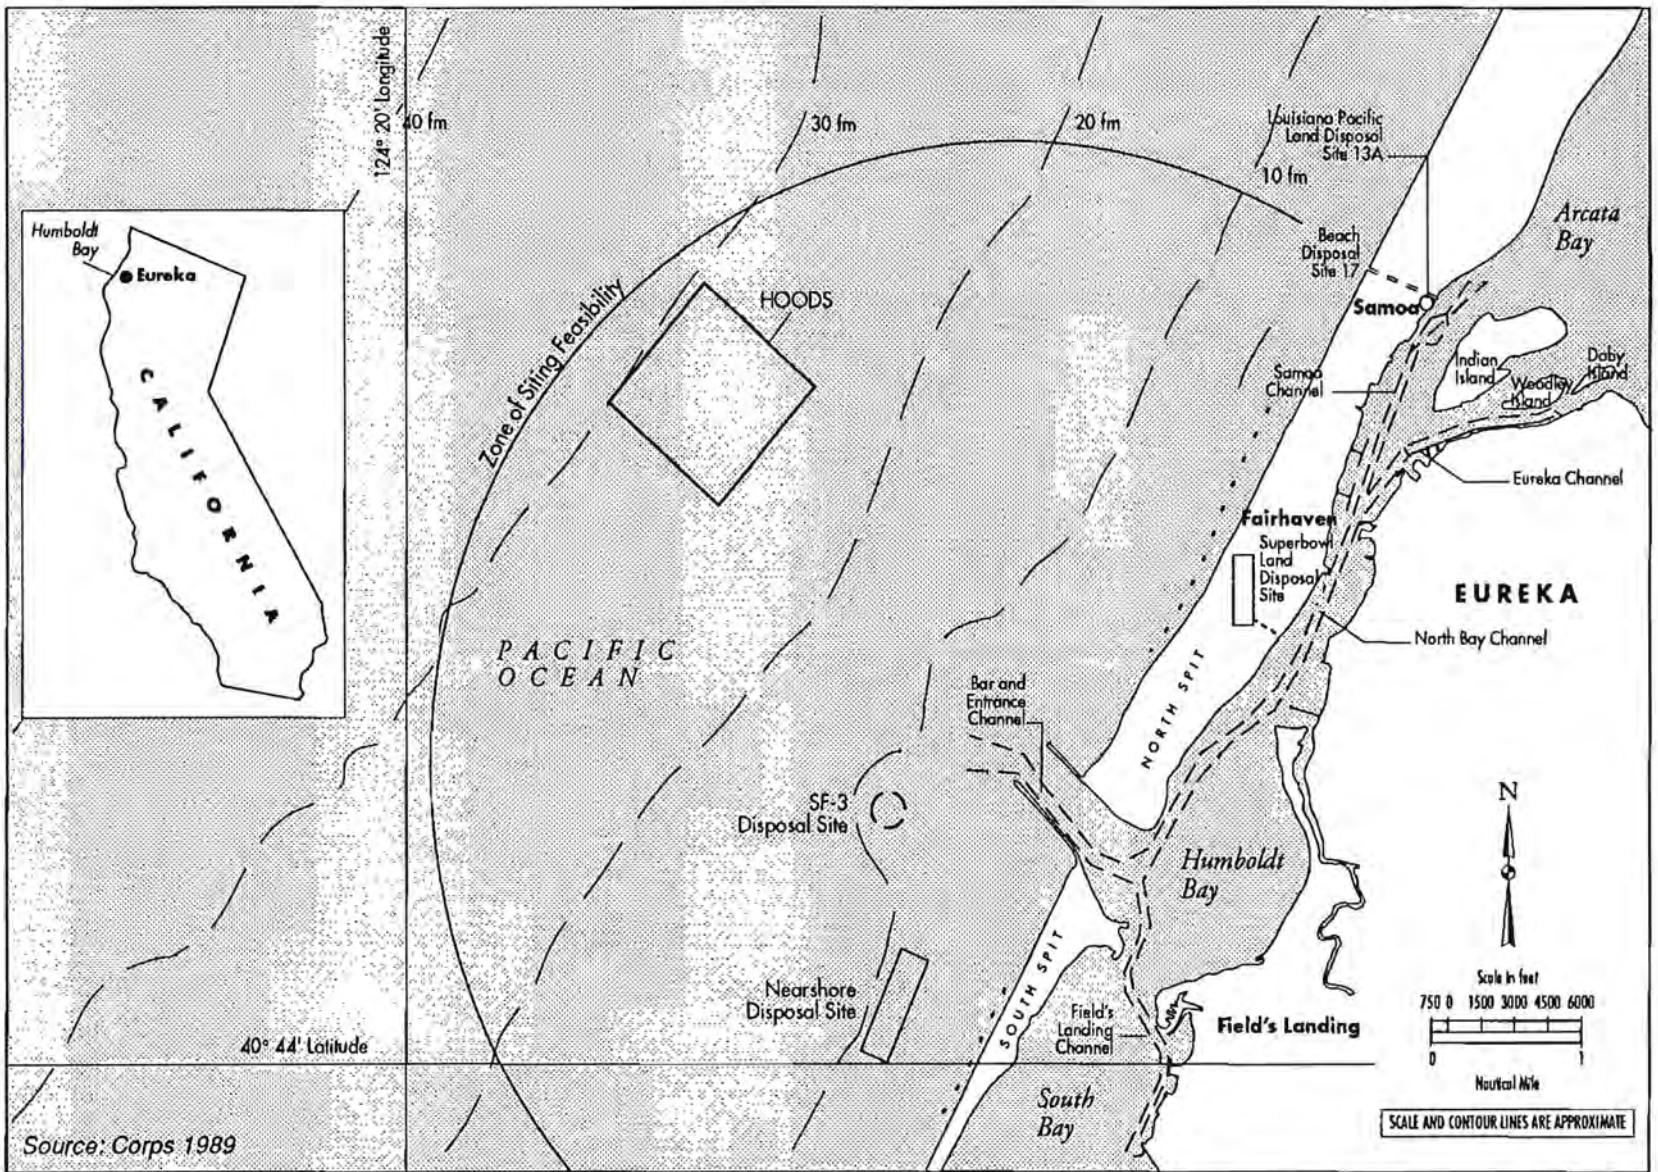 124° 20' Longitude
40 fm
30 fm
20 fm
10 fm
Louisiana Pacific
Land Disposal
Site 13A
Arcata
Bay
Beach
Disposal
Site 17
Samoa
Humboldt
Bay
Eureka
CALIFORNIA
Zone of Siting Feasibility
HOODS
Samoa
Channel
Indian
Island
Woodley
Island
Daby
Island
Eureka Channel
Fairhaven
Superbowl
Land
Disposal
Site
EUREKA
North Bay Channel
PACIFIC
OCEAN
Bar and
Entrance
Channel
NORTH SPIT
SF-3
Disposal Site
Humboldt
Bay
N
Nearshore
Disposal Site
SOUTH SPIT
Field's
Landing
Channel
Field's Landing
Scale in feet
750 0 1500 3000 4500 6000
0 1
Nautical Mile
40° 44' Latitude
South
Bay
SCALE AND CONTOUR LINES ARE APPROXIMATE
Source: Corps 1989